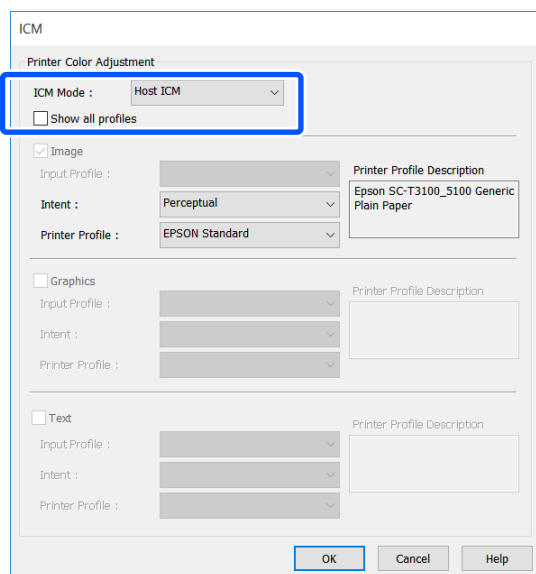 ICM
Printer Color Adjustment
ICM Mode : Host ICM
Show all profiles
Image
Input Profile :
Printer Profile Description
Intent : Perceptual
Epson SC-T3100_5100 Generic
Plain Paper
Printer Profile : EPSON Standard
Graphics
Input Profile :
Printer Profile Description
Intent :
Printer Profile :
Text
Input Profile :
Printer Profile Description
Intent :
Printer Profile :
OK Cancel Help